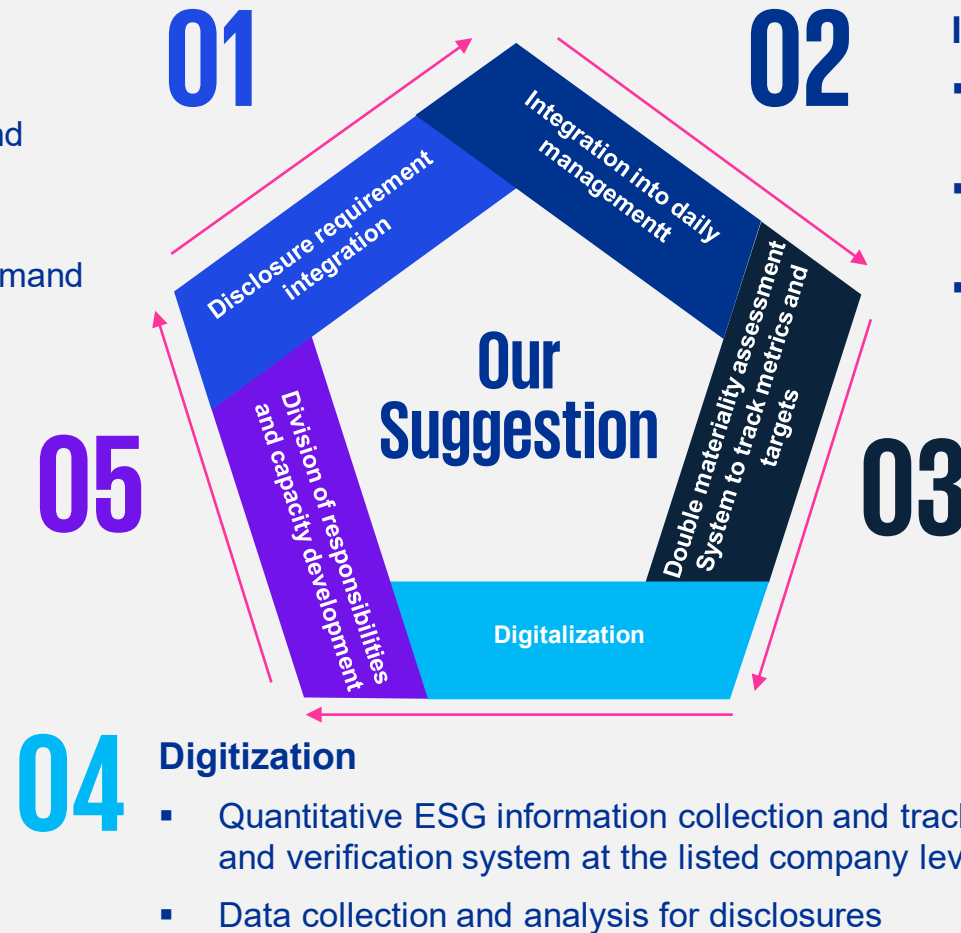 01
02
nd
mand
Disclosure requirement
integration
Integration into daily
managementt
Double materiality assessment
System to track metrics and
targets
Our
Suggestion
05
03
Division of responsibilities
and capacity development
Digitalization
04
Digitization
▪ Quantitative ESG information collection and track
and verification system at the listed company lev
▪ Data collection and analysis for disclosures